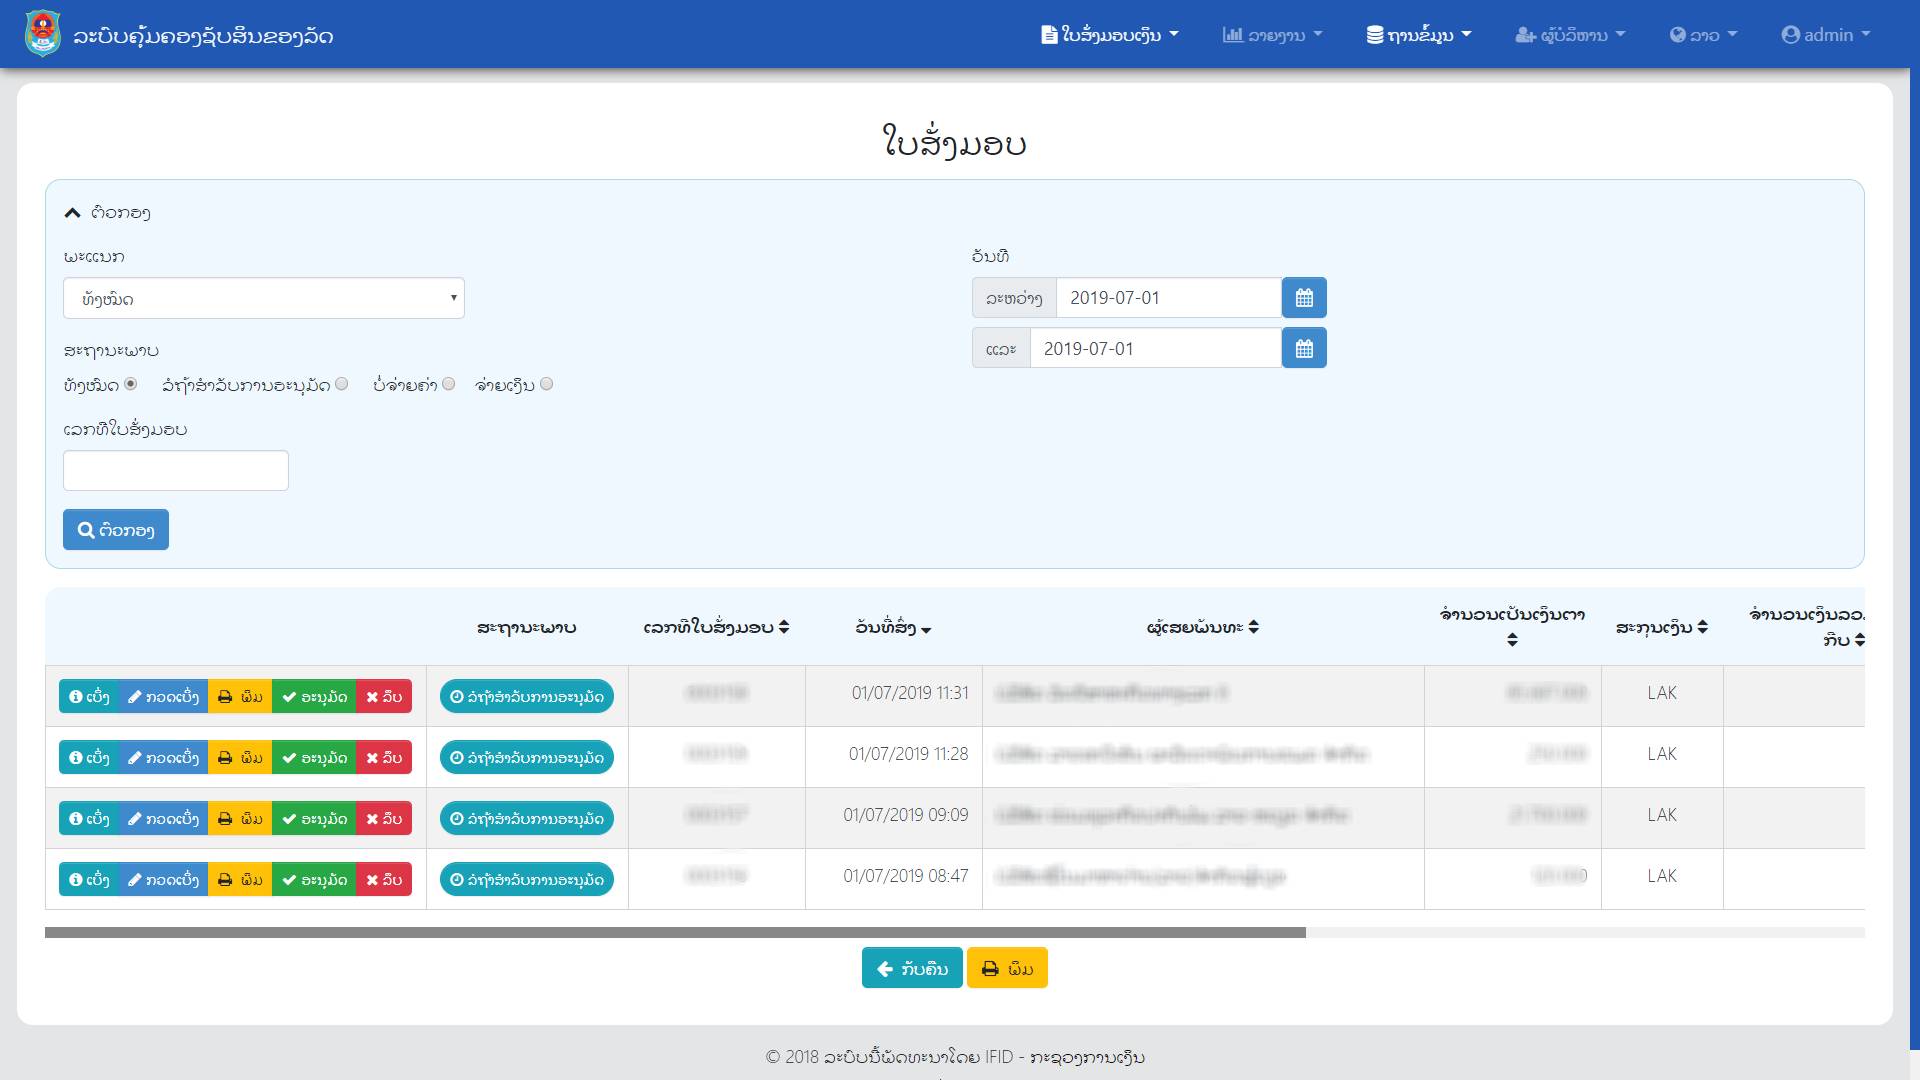 ລະບົບຄຸ້ມຄອງຊັບສິນຂອງລັດ
ໃບສັ່ງມອບເງິນ
ລາຍງານ
ຖານຂໍ້ມູນ
ຜູ້ບໍລິຫານ
ລາວ
admin
ໃບສັ່ງມອບ
ຕົວກອງ
ພະແນກ
ທັງໝົດ
ສະຖານະພາບ
ທັງໝົດ ລໍຖ້າສຳລັບການອະນຸມັດ ບໍ່ຈ່າຍຄ່າ ຈ່າຍເງິນ
ເລກທີໃບສັ່ງມອບ
ຕົວກອງ
ວັນທີ
ລະຫວ່າງ 2019-07-01
ແລະ 2019-07-01
ສະຖານະພາບ ເລກທີໃບສັ່ງມອບ ວັນທີ່ສົ່ງ ຜູ້ເສຍພັນທະ ຈຳນວນເປັນເງິນຕາ ສະກຸນເງິນ ຈຳນວນເງິນລວມ
ກີບ
ເບິ່ງ ກວດເບິ່ງ ພິມ ອະນຸມັດ ລຶບ ລໍຖ້າສຳລັບການອະນຸມັດ 01/07/2019 11:31 LAK
ເບິ່ງ ກວດເບິ່ງ ພິມ ອະນຸມັດ ລຶບ ລໍຖ້າສຳລັບການອະນຸມັດ 01/07/2019 11:28 LAK
ເບິ່ງ ກວດເບິ່ງ ພິມ ອະນຸມັດ ລຶບ ລໍຖ້າສຳລັບການອະນຸມັດ 01/07/2019 09:09 LAK
ເບິ່ງ ກວດເບິ່ງ ພິມ ອະນຸມັດ ລຶບ ລໍຖ້າສຳລັບການອະນຸມັດ 01/07/2019 08:47 LAK
ກັບຄືນ ພິມ
© 2018 ລະບົບນີ້ພັດທະນາໂດຍ IFID - ກະຊວງການເງິນ